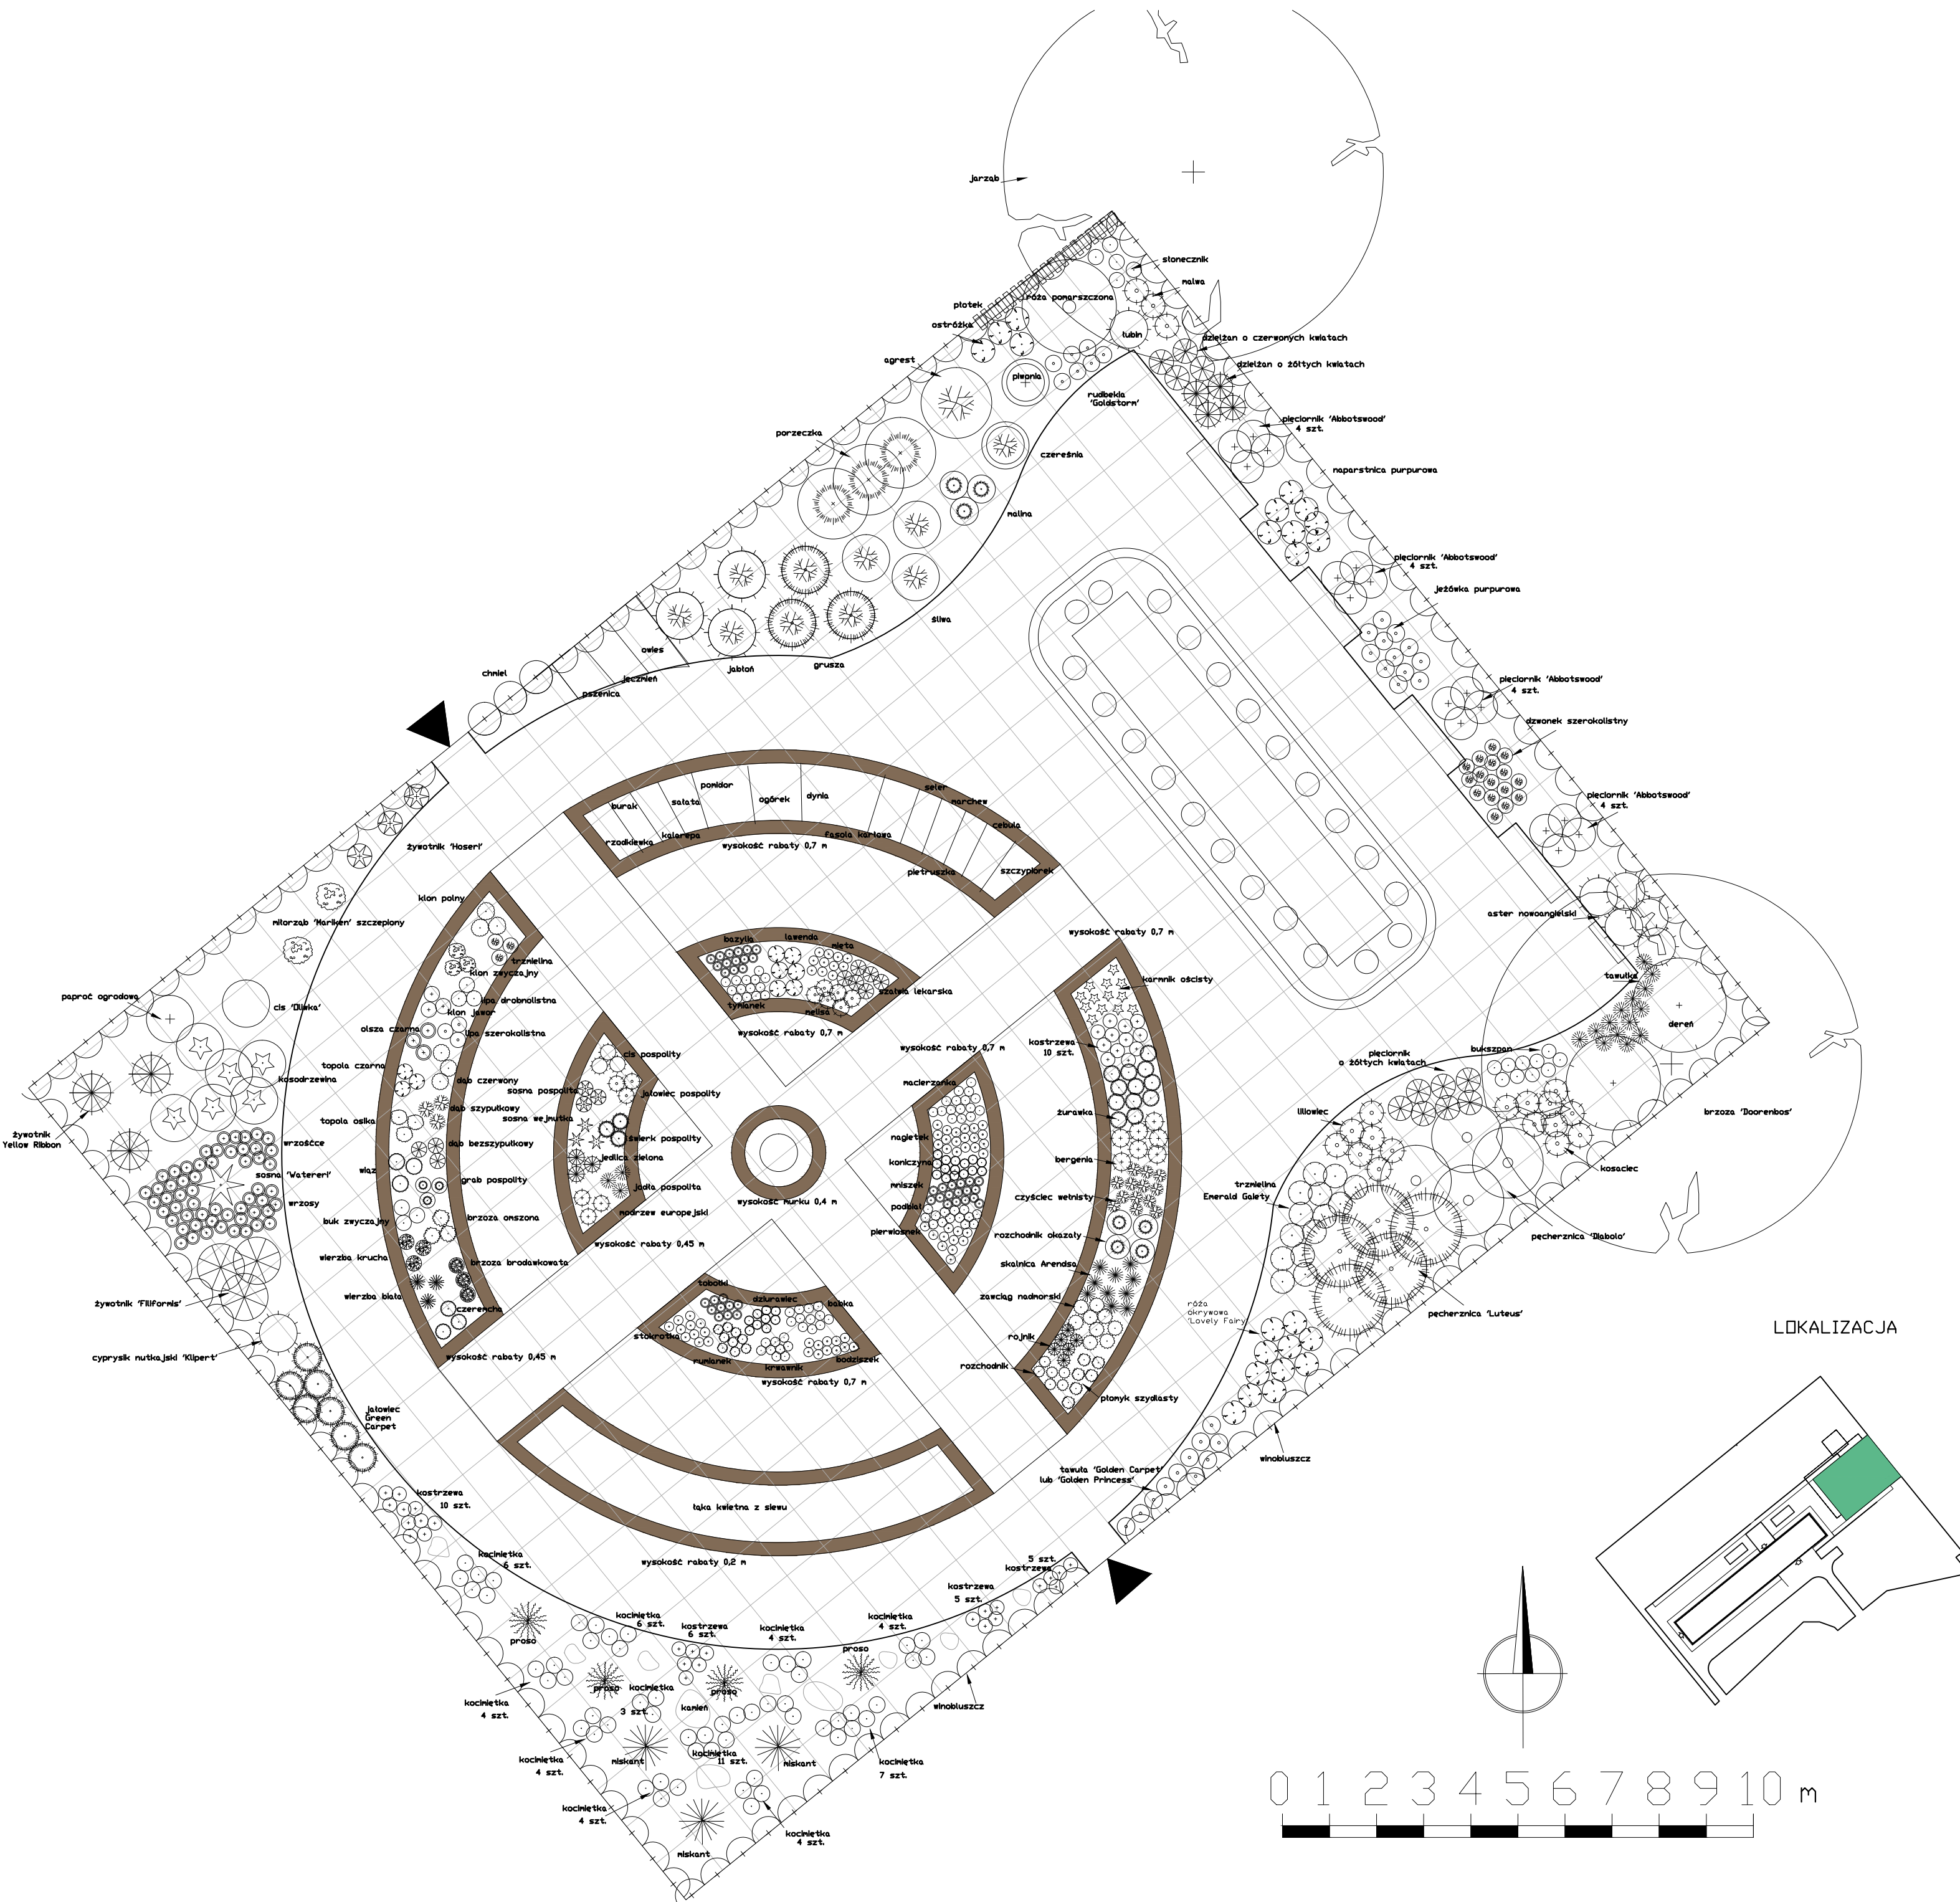 jarząb
słonecznik
malwa
róża pomarszczona
płotek
ostróżka
łubin
dzielżan o czerwonych kwiatach
agrest
dzielżan o żółtych kwiatach
piwonia
rudbekia
'Goldstorm'
pięciornik 'Abbotswood'
4 szt.
porzeczka
czereśnia
naparstnica purpurowa
malina
pięciornik 'Abbotswood'
4 szt.
jeżówka purpurowa
śliwa
owies
jabłoń
grusza
chmiel
jęczmień
pszenica
pięciornik 'Abbotswood'
4 szt.
dzwonek szerokolistny
pięciornik 'Abbotswood'
4 szt.
burak
sałata
pomidor
ogórek
dynia
seler
marchew
cebula
rzodkiewka
kalarepa
fasola karłowa
pietruszka
szczypiorek
wysokość rabaty 0,7 m
żywotnik 'Hoseri'
klon polny
miłorząb 'Mariken' szczepiony
aster nowoangielski
bazylia
lawenda
mięta
wysokość rabaty 0,7 m
trzmielina
klon zwyczajny
karmnik ościsty
tawułka
paproć ogrodowa
cis 'Oliwka'
lipa drobnolistna
klon jawor
szałwia lekarska
tymianek
melisa
dereń
olsza czarna
lipa szerokolistna
wysokość rabaty 0,7 m
wysokość rabaty 0,7 m
kostrzewa
10 szt.
bukszpan
pięciornik
o żółtych kwiatach
cis pospolity
topola czarna
kosodrzewina
dąb czerwony
sosna pospolita
jałowiec pospolity
macierzanka
liliowiec
brzoza 'Doorenbos'
topola osika
dąb szypułkowy
sosna wejmutka
żurawka
żywotnik
Yellow Ribbon
wrzośćce
dąb bezszypułkowy
świerk pospolity
nagietek
jedlica zielona
koniczyna
bergenia
kosaciec
sosna 'Watereri'
wiąz
grab pospolity
jodła pospolita
mniszek
trzmielina
Emerald Gaiety
czyściec wełnisty
wrzosy
wysokość murku 0,4 m
podbiał
modrzew europejski
buk zwyczajny
brzoza omszona
pierwiosnek
rozchodnik okazały
pęcherznica 'Diabolo'
wysokość rabaty 0,45 m
wierzba krucha
brzoza brodawkowata
skalnica Arendsa
wierzba biała
czeremcha
tobołki
dziurawiec
babka
zawciąg nadmorski
żywotnik 'Filiformis'
róża
okrywowa
'Lovely Fairy'
pęcherznica 'Luteus'
LOKALIZACJA
stokrotka
rojnik
cyprysik nutkajski 'Klipert'
wysokość rabaty 0,45 m
rumianek
krwawnik
bodziszek
rozchodnik
wysokość rabaty 0,7 m
płomyk szydlasty
jałowiec
Green
Carpet
winobluszcz
tawuła 'Golden Carpet'
lub 'Golden Princess'
kostrzewa
10 szt.
łąka kwietna z siewu
kocimiętka
6 szt.
wysokość rabaty 0,2 m
5 szt.
kostrzewa
kostrzewa
5 szt.
kocimiętka
6 szt.
kostrzewa
6 szt.
kocimiętka
4 szt.
kocimiętka
4 szt.
proso
proso
proso
kocimiętka
proso
kocimiętka
4 szt.
3 szt.
kamień
winobluszcz
kocimiętka
4 szt.
miskant
kocimiętka
11 szt.
miskant
kocimiętka
7 szt.
kocimiętka
4 szt.
kocimiętka
4 szt.
miskant
0 1 2 3 4 5 6 7 8 9 10 m